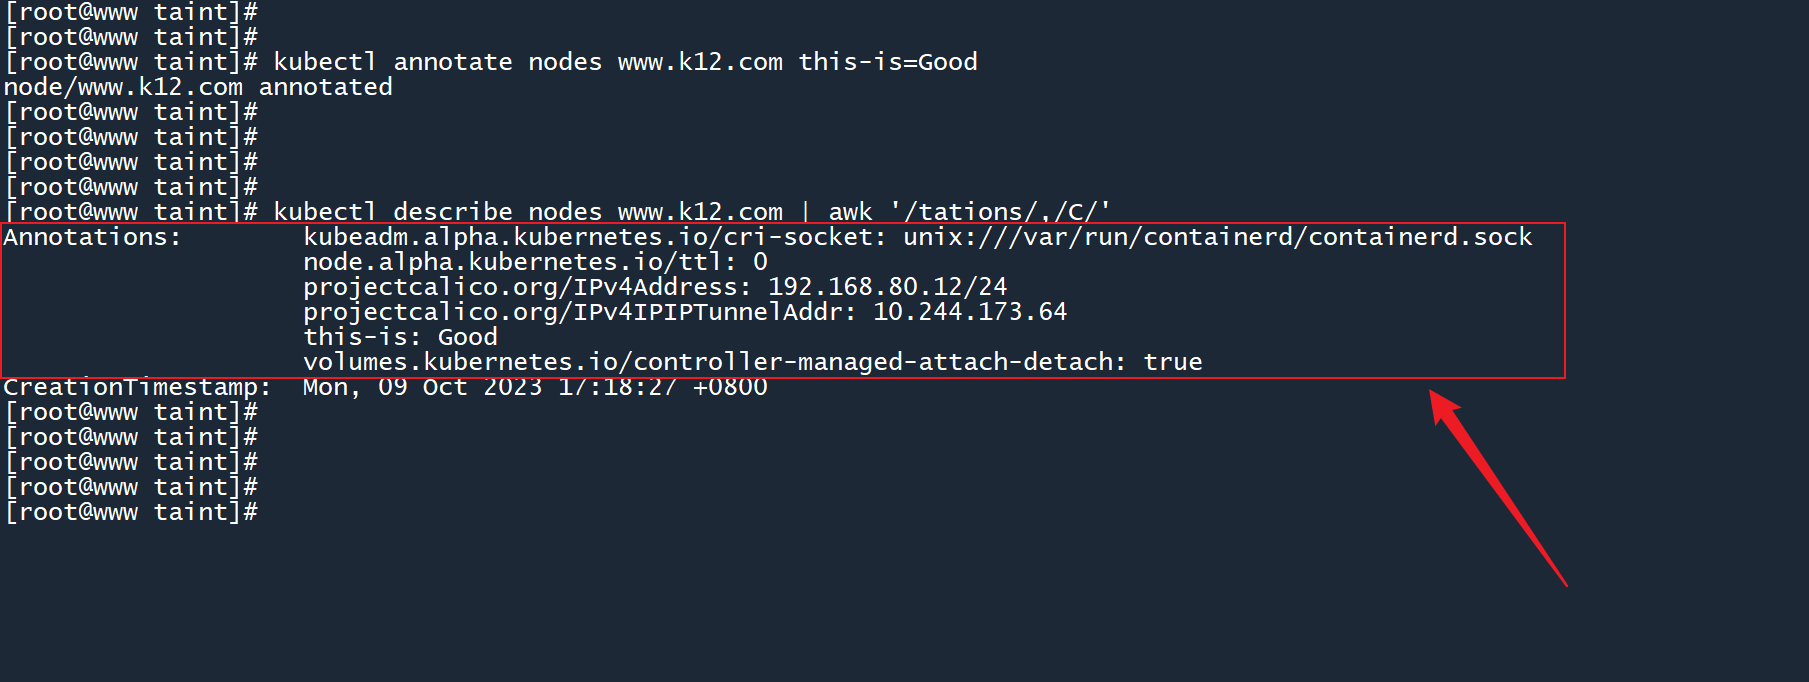 [root@www taint]#
[root@www taint]#
[root@www taint]# kubectl annotate nodes www.k12.com this-is=Good
node/www.k12.com annotated
[root@www taint]#
[root@www taint]#
[root@www taint]#
[root@www taint]#
[root@www taint]# kubectl describe nodes www.k12.com | awk '/tations/,/C/'
Annotations:        kubeadm.alpha.kubernetes.io/cri-socket: unix:///var/run/containerd/containerd.sock
                    node.alpha.kubernetes.io/ttl: 0
                    projectcalico.org/IPv4Address: 192.168.80.12/24
                    projectcalico.org/IPv4IPIPTunnelAddr: 10.244.173.64
                    this-is: Good
                    volumes.kubernetes.io/controller-managed-attach-detach: true
CreationTimestamp:  Mon, 09 Oct 2023 17:18:27 +0800
[root@www taint]#
[root@www taint]#
[root@www taint]#
[root@www taint]#
[root@www taint]#